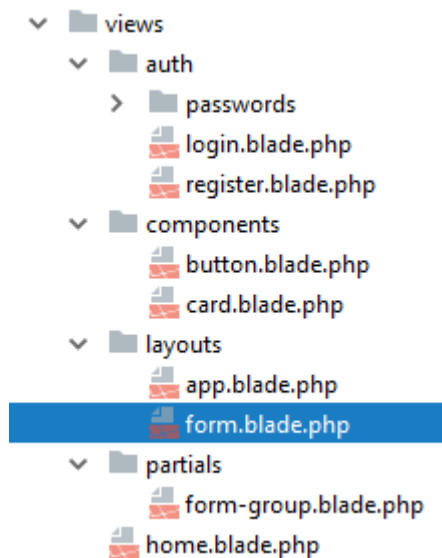 views
auth
passwords
login.blade.php
register.blade.php
components
button.blade.php
card.blade.php
layouts
app.blade.php
form.blade.php
partials
form-group.blade.php
home.blade.php